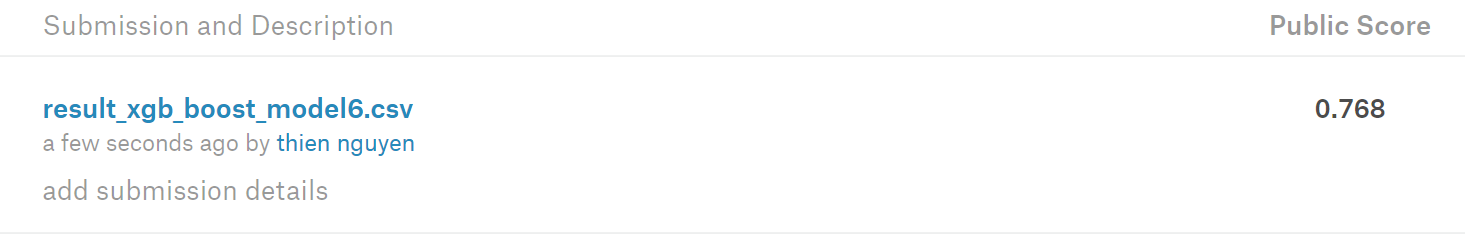 Submission and Description Public Score
result_xgb_boost_model6.csv 0.768
a few seconds ago by thien nguyen
add submission details